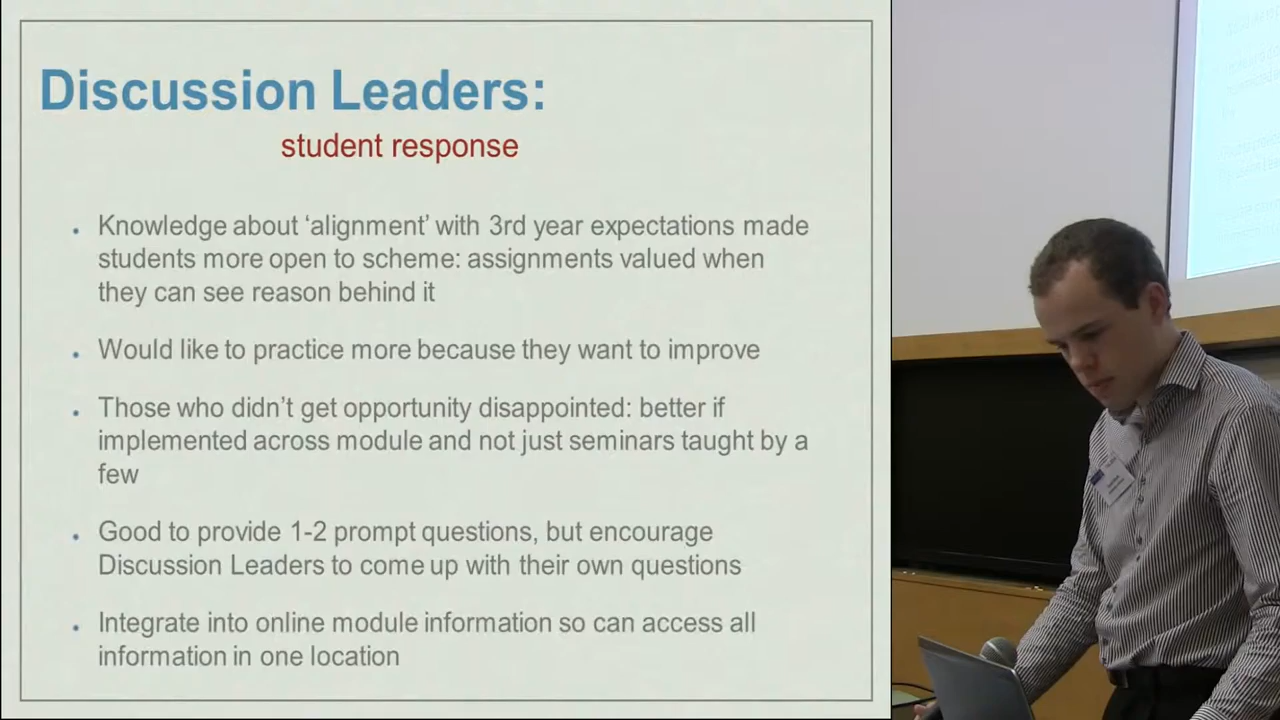 Discussion Leaders:
student response
Knowledge about ‘alignment’ with 3rd year expectations made
students more open to scheme: assignments valued when
they can see reason behind it
Would like to practice more because they want to improve
Those who didn’t get opportunity disappointed: better if
implemented across module and not just seminars taught by a
few
Good to provide 1-2 prompt questions, but encourage
Discussion Leaders to come up with their own questions
Integrate into online module information so can access all
information in one location